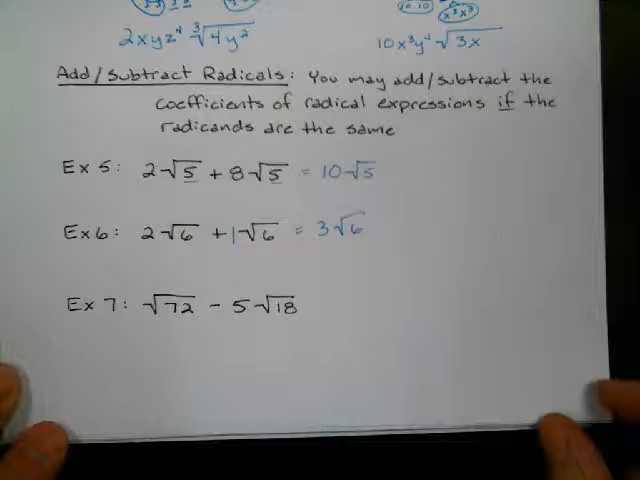 2xyz⁴ ∛4y²
10x³y⁴ √3x
x³x³
Add/Subtract Radicals: You may add/subtract the
coefficients of radical expressions if the
radicands are the same
Ex 5: 2√5 + 8√5 = 10√5
Ex 6: 2√6 + 1√6 = 3√6
Ex 7: √72 - 5√18